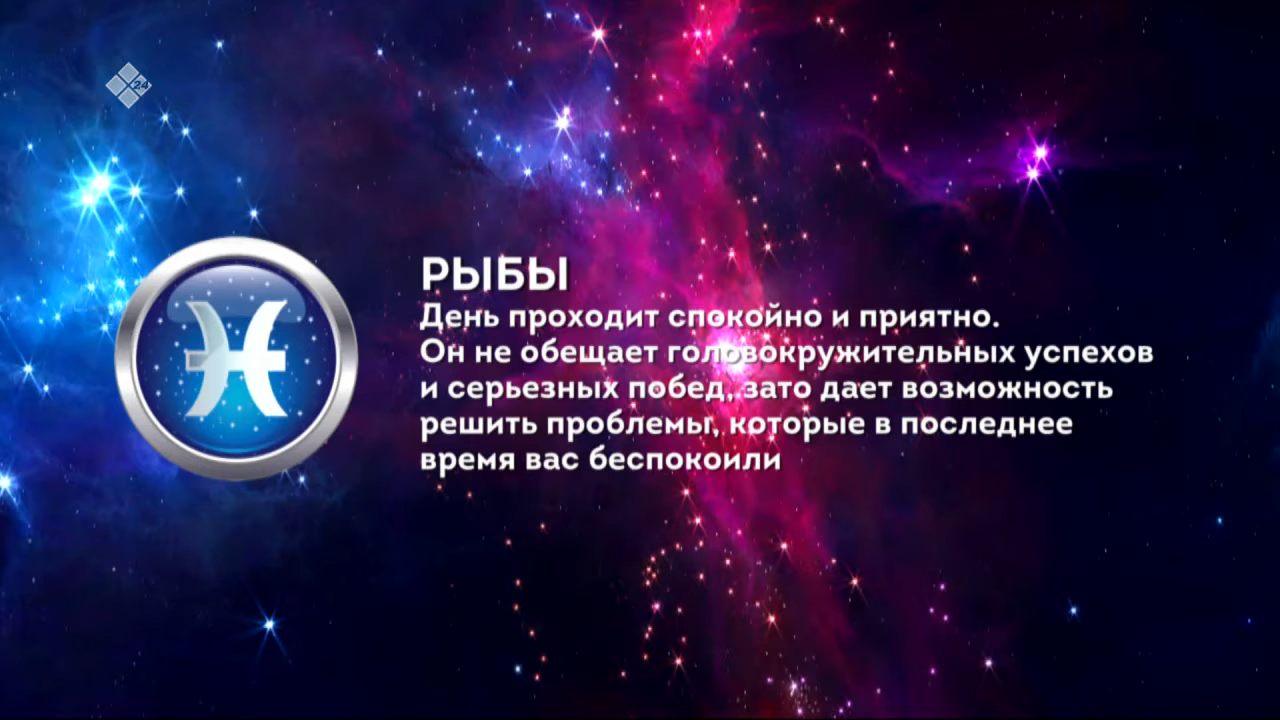 24
РЫБЫ
День проходит спокойно и приятно.
Он не обещает головокружительных успехов
и серьезных побед, зато дает возможность
решить проблемы, которые в последнее
время вас беспокоили